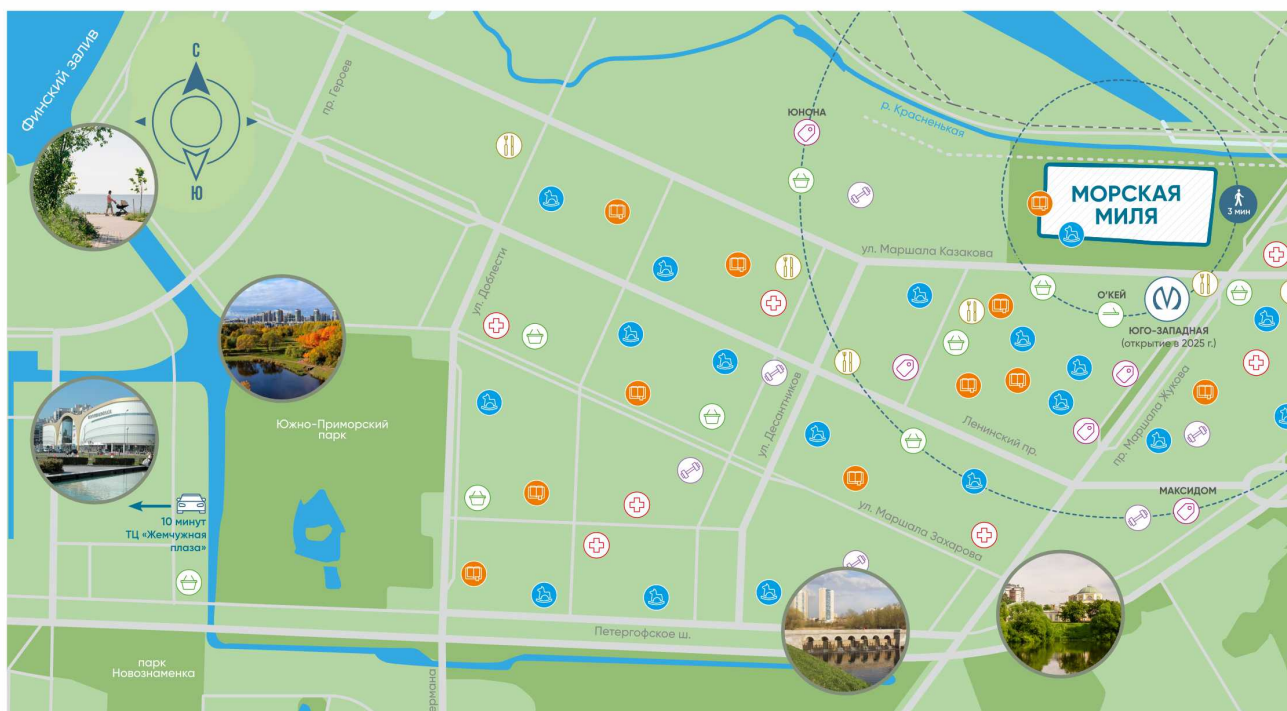 Финский залив
С
Ю
пр. Героев
ЮНОНА
р. Красненькая
МОРСКАЯ
МИЛЯ
3 мин
ул. Маршала Казакова
ул. Доблести
О'КЕЙ
ЮГО-ЗАПАДНАЯ
(открытие в 2025 г.)
Южно-Приморский
парк
ул. Десантников
Ленинский пр.
пр. Маршала Жукова
МАКСИДОМ
10 минут
ТЦ «Жемчужная
плаза»
ул. Маршала Захарова
Петергофское ш.
парк
Новознаменка
ермана